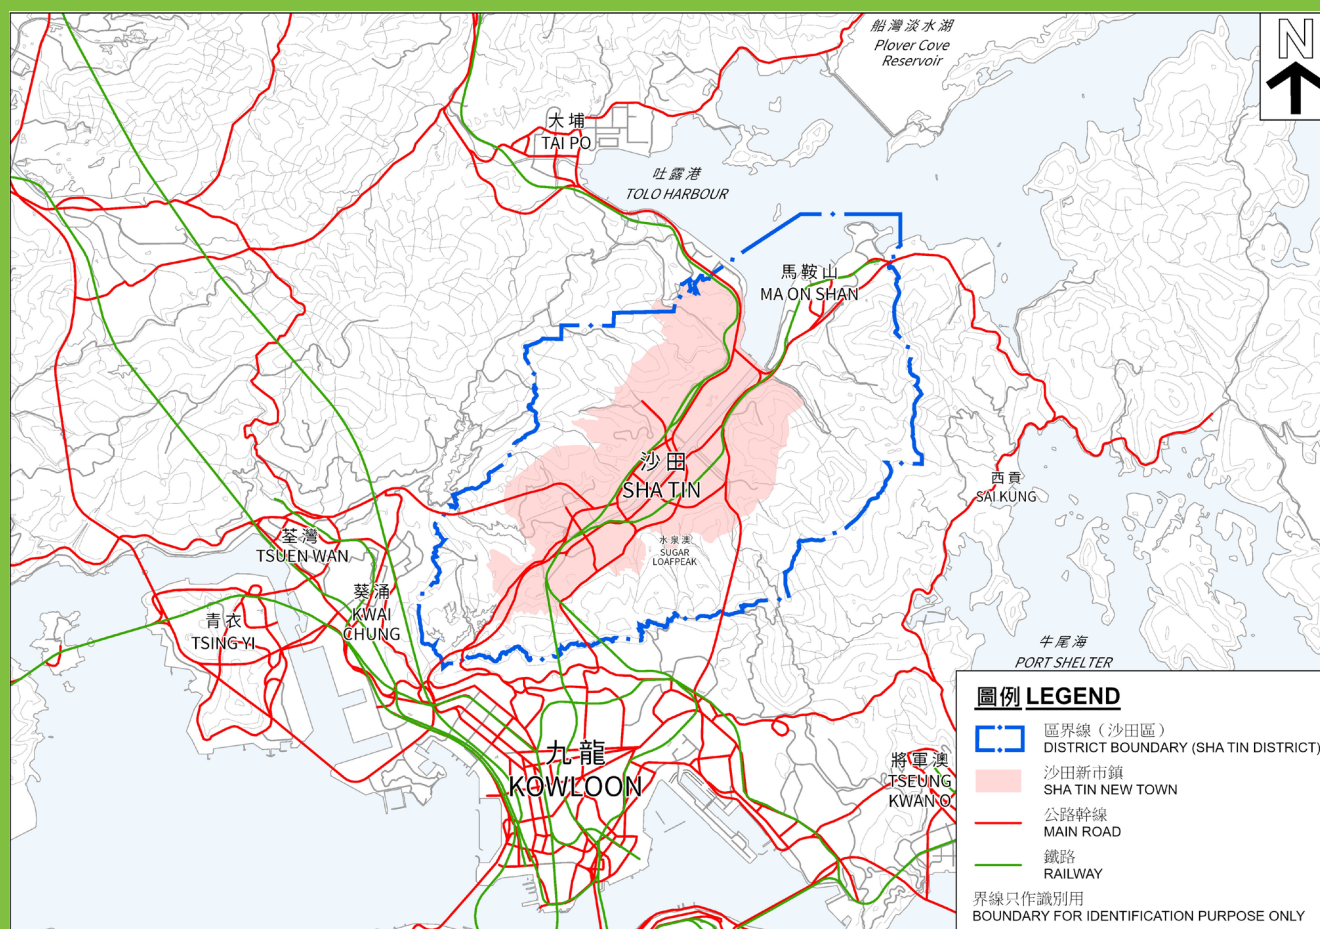 船灣淡水湖
Plover Cove
Reservoir
N
大埔
TAI PO
吐露港
TOLO HARBOUR
馬鞍山
MA ON SHAN
沙田
SHA TIN
西貢
SAI KUNG
水泉澳
SUGAR
LOAFPEAK
荃灣
TSUEN WAN
葵涌
KWAI
CHUNG
青衣
TSING YI
牛尾海
PORT SHELTER
九龍
KOWLOON
將軍澳
TSEUNG
KWAN O
圖例 LEGEND
區界線（沙田區）
DISTRICT BOUNDARY (SHA TIN DISTRICT)
沙田新市鎮
SHA TIN NEW TOWN
公路幹線
MAIN ROAD
鐵路
RAILWAY
界線只作識別用
BOUNDARY FOR IDENTIFICATION PURPOSE ONLY